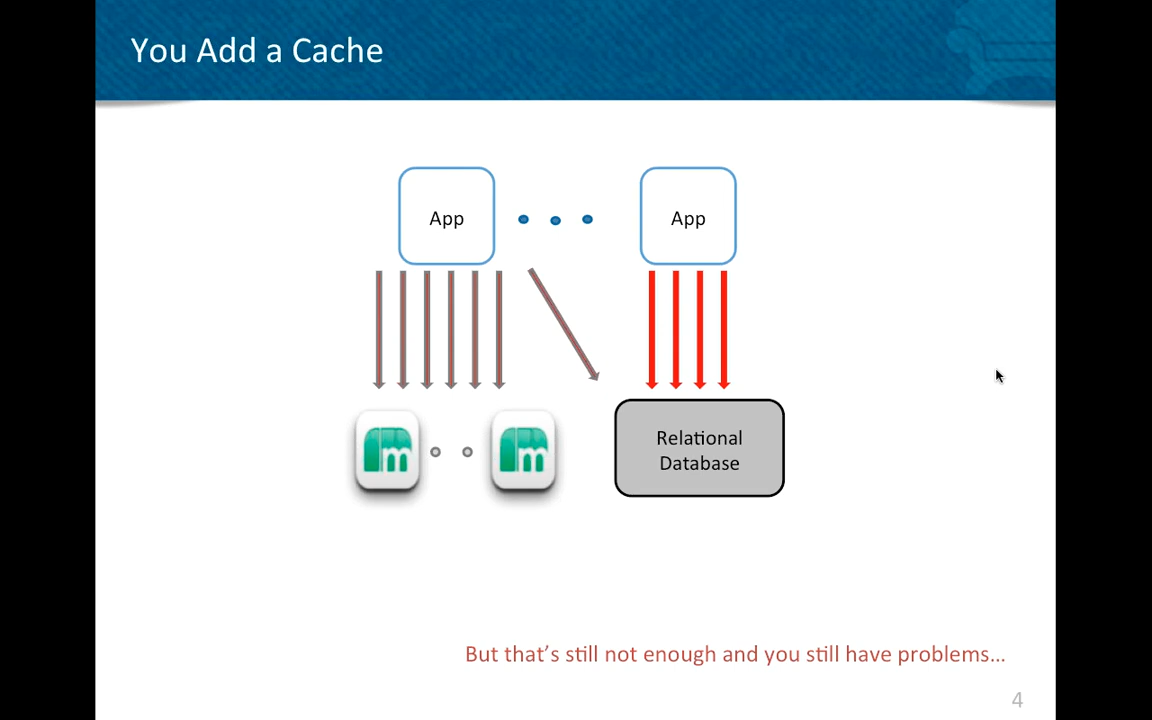 You Add a Cache
App
App
m
m
Relational
Database
But that's still not enough and you still have problems...
4